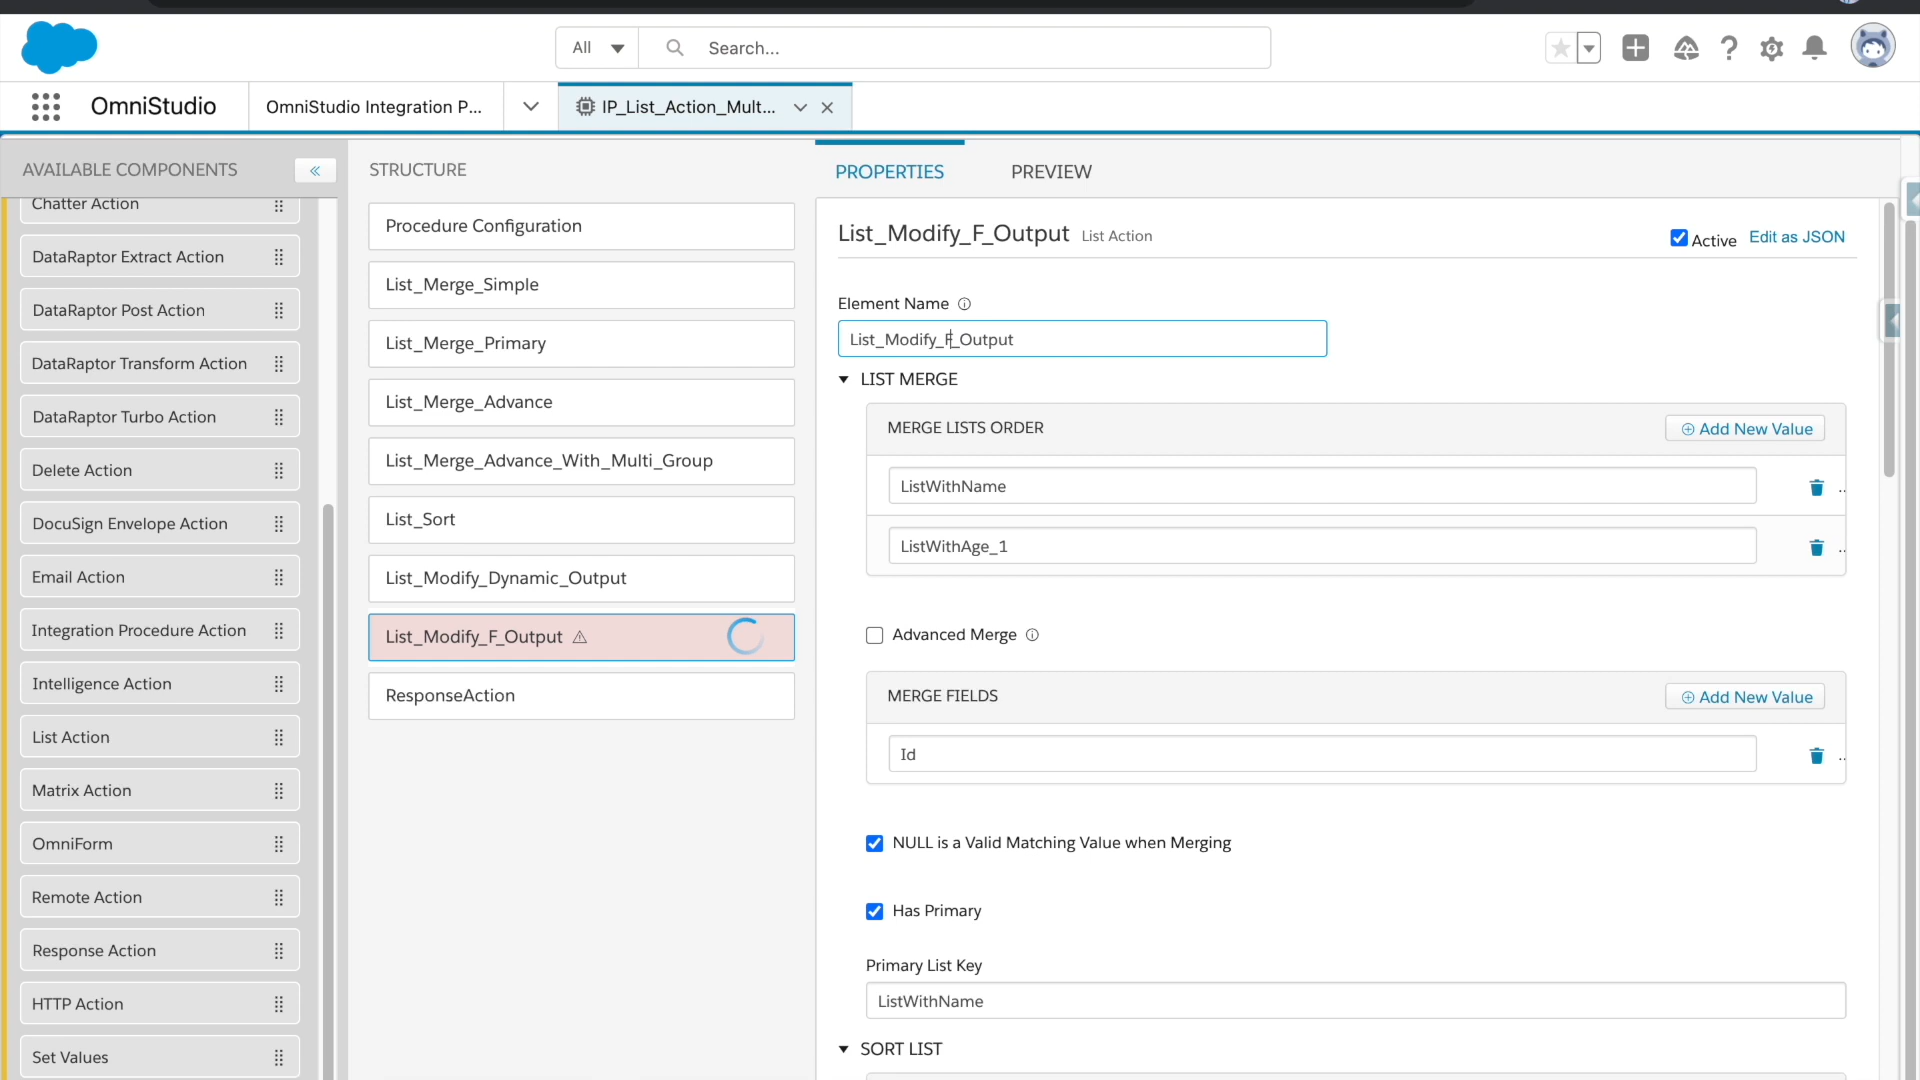 All
Search...
OmniStudio
OmniStudio Integration P...
IP_List_Action_Mult...
AVAILABLE COMPONENTS
Chatter Action
DataRaptor Extract Action
DataRaptor Post Action
DataRaptor Transform Action
DataRaptor Turbo Action
Delete Action
DocuSign Envelope Action
Email Action
Integration Procedure Action
Intelligence Action
List Action
Matrix Action
OmniForm
Remote Action
Response Action
HTTP Action
Set Values
STRUCTURE
Procedure Configuration
List_Merge_Simple
List_Merge_Primary
List_Merge_Advance
List_Merge_Advance_With_Multi_Group
List_Sort
List_Modify_Dynamic_Output
List_Modify_F_Output
ResponseAction
PROPERTIES
PREVIEW
List_Modify_F_Output List Action
Active Edit as JSON
Element Name
List_Modify_F_Output
LIST MERGE
MERGE LISTS ORDER
Add New Value
ListWithName
..
ListWithAge_1
..
Advanced Merge
MERGE FIELDS
Add New Value
Id
..
NULL is a Valid Matching Value when Merging
Has Primary
Primary List Key
ListWithName
SORT LIST